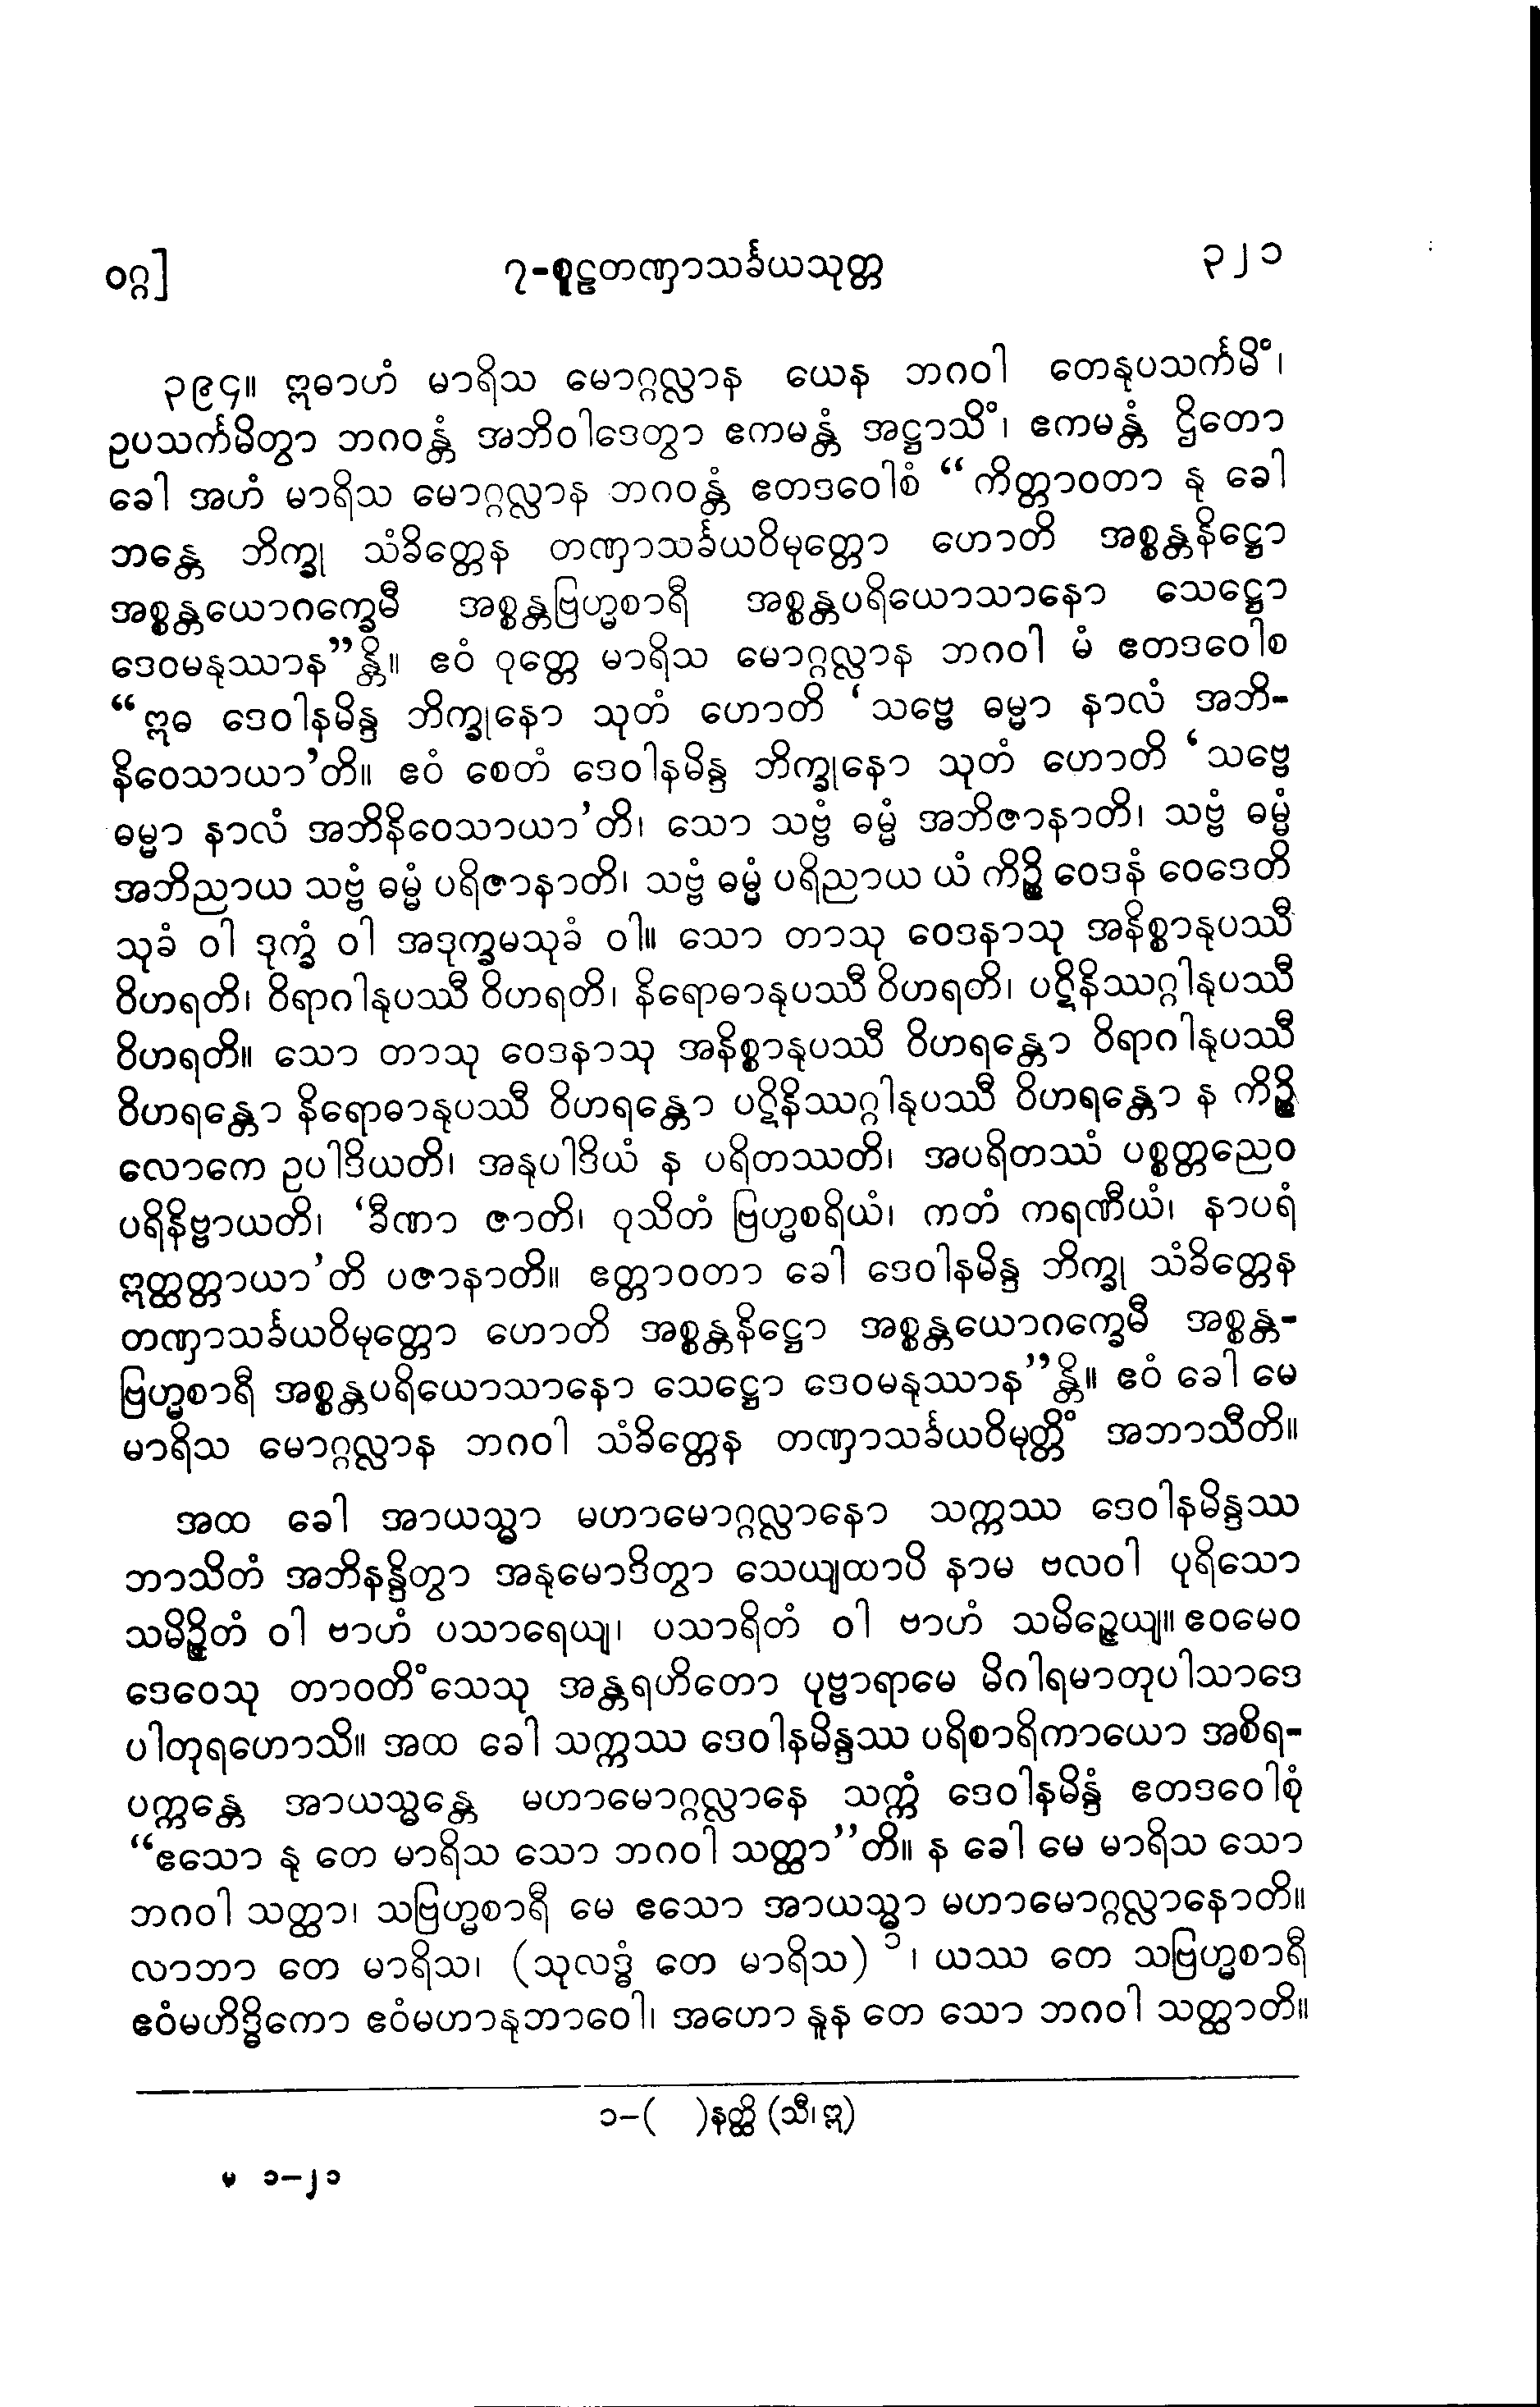 ဝဂ္ဂ]
၇-စူဠတဏှာသင်္ခယသုတ္တ
၃၂၁
၃၉၄။ ဣဓာဟံ မာရိသ မောဂ္ဂလ္လာန ယေန ဘဂဝါ တေနုပသင်္ကမိံ၊
ဥပသင်္ကမိတွာ ဘဂဝန္တံ အဘိဝါဒေတွာ ဧကမန္တံ အဋ္ဌာသိံ၊ ဧကမန္တံ ဌိတော
ခေါ အဟံ မာရိသ မောဂ္ဂလ္လာန ဘဂဝန္တံ ဧတဒဝေါစံ “ကိတ္တာဝတာ နု ခေါ
ဘန္တေ ဘိက္ခု သံခိတ္တေန တဏှာသင်္ခယဝိမုတ္တော ဟောတိ အစ္စန္တနိဋ္ဌော
အစ္စန္တယောဂက္ခေမီ အစ္စန္တဗြဟ္မစာရီ အစ္စန္တပရိယောသာနော သေဋ္ဌော
ဒေဝမနုဿာန”န္တိ။ ဧဝံ ဝုတ္တေ မာရိသ မောဂ္ဂလ္လာန ဘဂဝါ မံ ဧတဒဝေါစ
“ဣဓ ဒေဝါနမိန္ဒ ဘိက္ခုနော သုတံ ဟောတိ ‘သဗ္ဗေ ဓမ္မာ နာလံ အဘိ-
နိဝေသာယာ’တိ။ ဧဝံ စေတံ ဒေဝါနမိန္ဒ ဘိက္ခုနော သုတံ ဟောတိ ‘သဗ္ဗေ
ဓမ္မာ နာလံ အဘိနိဝေသာယာ’တိ၊ သော သဗ္ဗံ ဓမ္မံ အဘိဇာနာတိ၊ သဗ္ဗံ ဓမ္မံ
အဘိညာယ သဗ္ဗံ ဓမ္မံ ပရိဇာနာတိ၊ သဗ္ဗံ ဓမ္မံ ပရိညာယ ယံ ကိဉ္စိ ဝေဒနံ ဝေဒေတိ
သုခံ ဝါ ဒုက္ခံ ဝါ အဒုက္ခမသုခံ ဝါ။ သော တာသု ဝေဒနာသု အနိစ္စာနုပဿီ
ဝိဟရတိ၊ ဝိရာဂါနုပဿီ ဝိဟရတိ၊ နိရောဓာနုပဿီ ဝိဟရတိ၊ ပဋိနိဿဂ္ဂါနုပဿီ
ဝိဟရတိ။ သော တာသု ဝေဒနာသု အနိစ္စာနုပဿီ ဝိဟရန္တော ဝိရာဂါနုပဿီ
ဝိဟရန္တော နိရောဓာနုပဿီ ဝိဟရန္တော ပဋိနိဿဂ္ဂါနုပဿီ ဝိဟရန္တော န ကိဉ္စိ
လောကေ ဥပါဒိယတိ၊ အနုပါဒိယံ န ပရိတဿတိ၊ အပရိတဿံ ပစ္စတ္တညေဝ
ပရိနိဗ္ဗာယတိ၊ ‘ခီဏာ ဇာတိ၊ ဝုသိတံ ဗြဟ္မစရိယံ၊ ကတံ ကရဏီယံ၊ နာပရံ
ဣတ္ထတ္တာယာ’တိ ပဇာနာတိ။ ဧတ္တာဝတာ ခေါ ဒေဝါနမိန္ဒ ဘိက္ခု သံခိတ္တေန
တဏှာသင်္ခယဝိမုတ္တော ဟောတိ အစ္စန္တနိဋ္ဌော အစ္စန္တယောဂက္ခေမီ အစ္စန္တ-
ဗြဟ္မစာရီ အစ္စန္တပရိယောသာနော သေဋ္ဌော ဒေဝမနုဿာန”န္တိ။ ဧဝံ ခေါ မေ
မာရိသ မောဂ္ဂလ္လာန ဘဂဝါ သံခိတ္တေန တဏှာသင်္ခယဝိမုတ္တိံ အဘာသီတိ။
အထ ခေါ အာယသ္မာ မဟာမောဂ္ဂလ္လာနော သက္ကဿ ဒေဝါနမိန္ဒဿ
ဘာသိတံ အဘိနန္ဒိတွာ အနုမောဒိတွာ သေယျထာပိ နာမ ဗလဝါ ပုရိသော
သမိဉ္ဇိတံ ဝါ ဗာဟံ ပသာရေယျ၊ ပသာရိတံ ဝါ ဗာဟံ သမိဉ္ဇေယျ။ ဧဝမေဝ
ဒေဝေသု တာဝတိံသေသု အန္တရဟိတော ပုဗ္ဗာရာမေ မိဂါရမာတုပါသာဒေ
ပါတုရဟောသိ။ အထ ခေါ သက္ကဿ ဒေဝါနမိန္ဒဿ ပရိစာရိကာယော အစိရ-
ပက္ကန္တေ အာယသ္မန္တေ မဟာမောဂ္ဂလ္လာနေ သက္ကံ ဒေဝါနမိန္ဒံ ဧတဒဝေါစုံ
“ဧသော နု တေ မာရိသ သော ဘဂဝါ သတ္ထာ”တိ။ န ခေါ မေ မာရိသ သော
ဘဂဝါ သတ္ထာ၊ သဗြဟ္မစာရီ မေ ဧသော အာယသ္မာ မဟာမောဂ္ဂလ္လာနောတိ။
လာဘာ တေ မာရိသ၊ (သုလဒ္ဓံ တေ မာရိသ) ၁၊ ယဿ တေ သဗြဟ္မစာရီ
ဧဝံမဟိဒ္ဓိကော ဧဝံမဟာနုဘာဝေါ၊ အဟော နူန တေ သော ဘဂဝါ သတ္ထာတိ။
၁-( )နတ္ထိ (သီ၊ဣ)
မ ၁-၂၁